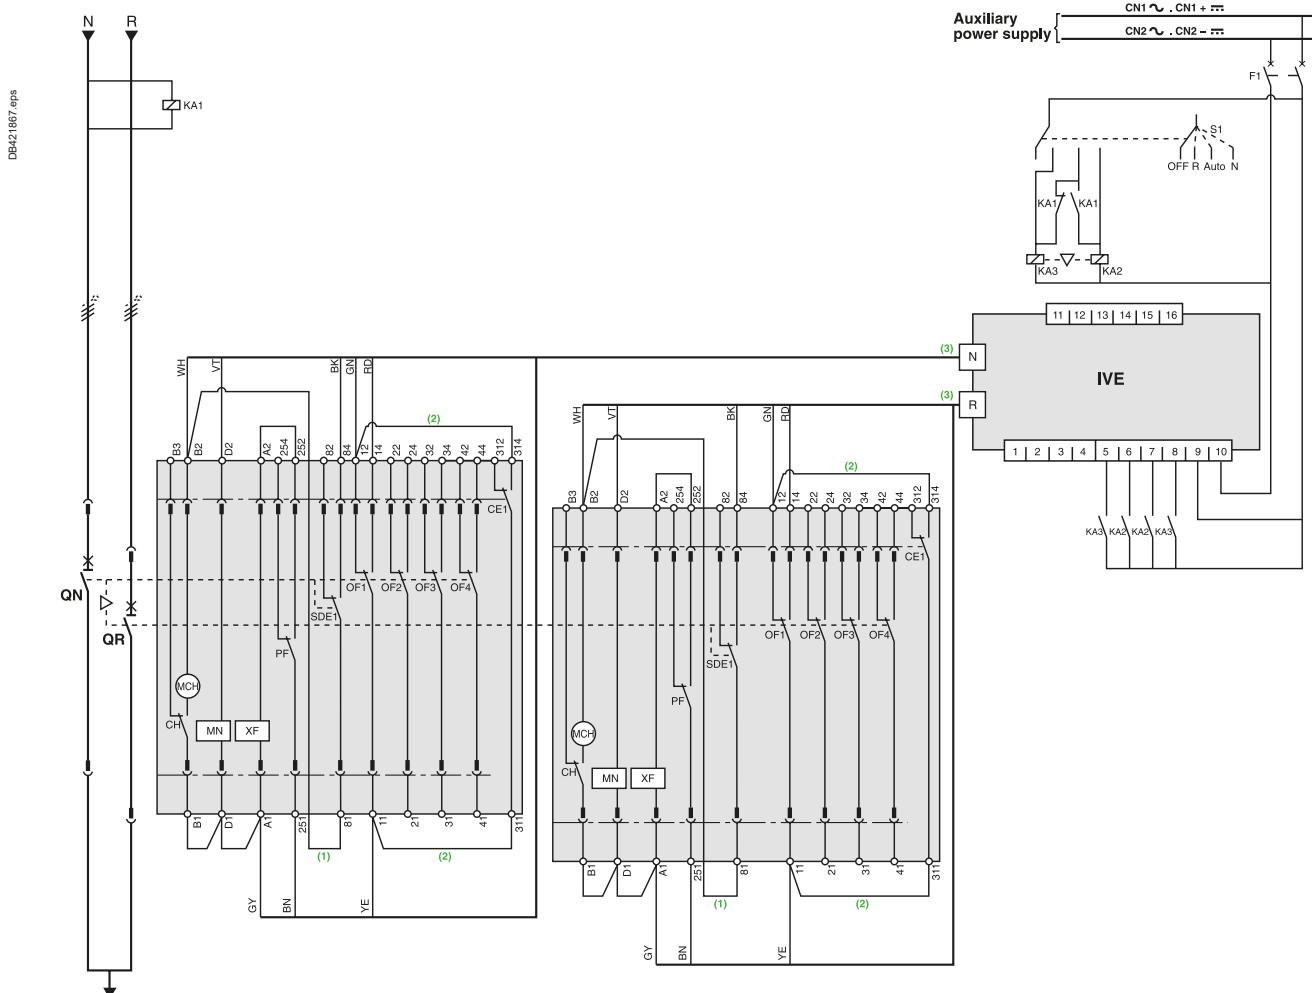 DB421867.eps
N R
KA1
Auxiliary
power supply
CN1 ~ . CN1 +
CN2 ~ . CN2 –
F1
S1
OFF R Auto N
KA1 KA1
KA3 KA2
11 12 13 14 15 16
(3) N
IVE
(3) R
1 2 3 4 5 6 7 8 9 10
KA3 KA2 KA2 KA3
WH VT BK GN RD
(2)
B3 B2 D2 A2 254 252 82 84 12 14 22 24 32 34 42 44 312 314
CE1
OF1 OF2 OF3 OF4
SDE1
PF
MCH
CH
MN XF
B1 D1 A1 251 81 11 21 31 41 311
(1) (2)
GY BN YE
QN
QR
WH VT BK GN RD
(2)
B3 B2 D2 A2 254 252 82 84 12 14 22 24 32 34 42 44 312 314
CE1
OF1 OF2 OF3 OF4
SDE1
PF
MCH
CH
MN XF
B1 D1 A1 251 81 11 21 31 41 311
(1) (2)
GY BN YE